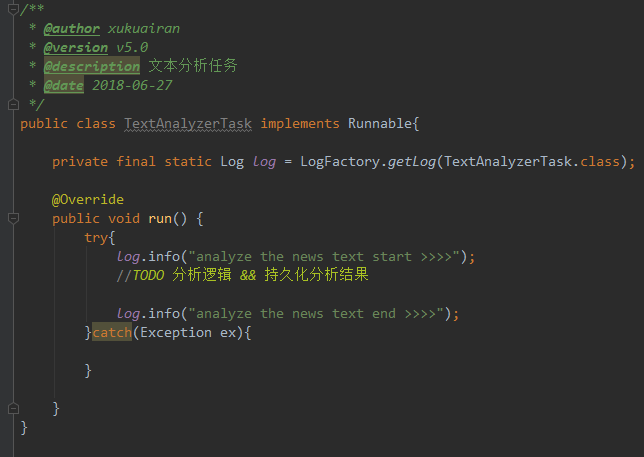 /**
 * @author xukuairan
 * @version v5.0
 * @description 文本分析任务
 * @date 2018-06-27
 */
public class TextAnalyzerTask implements Runnable{
    private final static Log log = LogFactory.getLog(TextAnalyzerTask.class);
    @Override
    public void run() {
        try{
            log.info("analyze the news text start >>>>");
            //TODO 分析逻辑 && 持久化分析结果
            log.info("analyze the news text end >>>>");
        }catch(Exception ex){
        }
    }
}